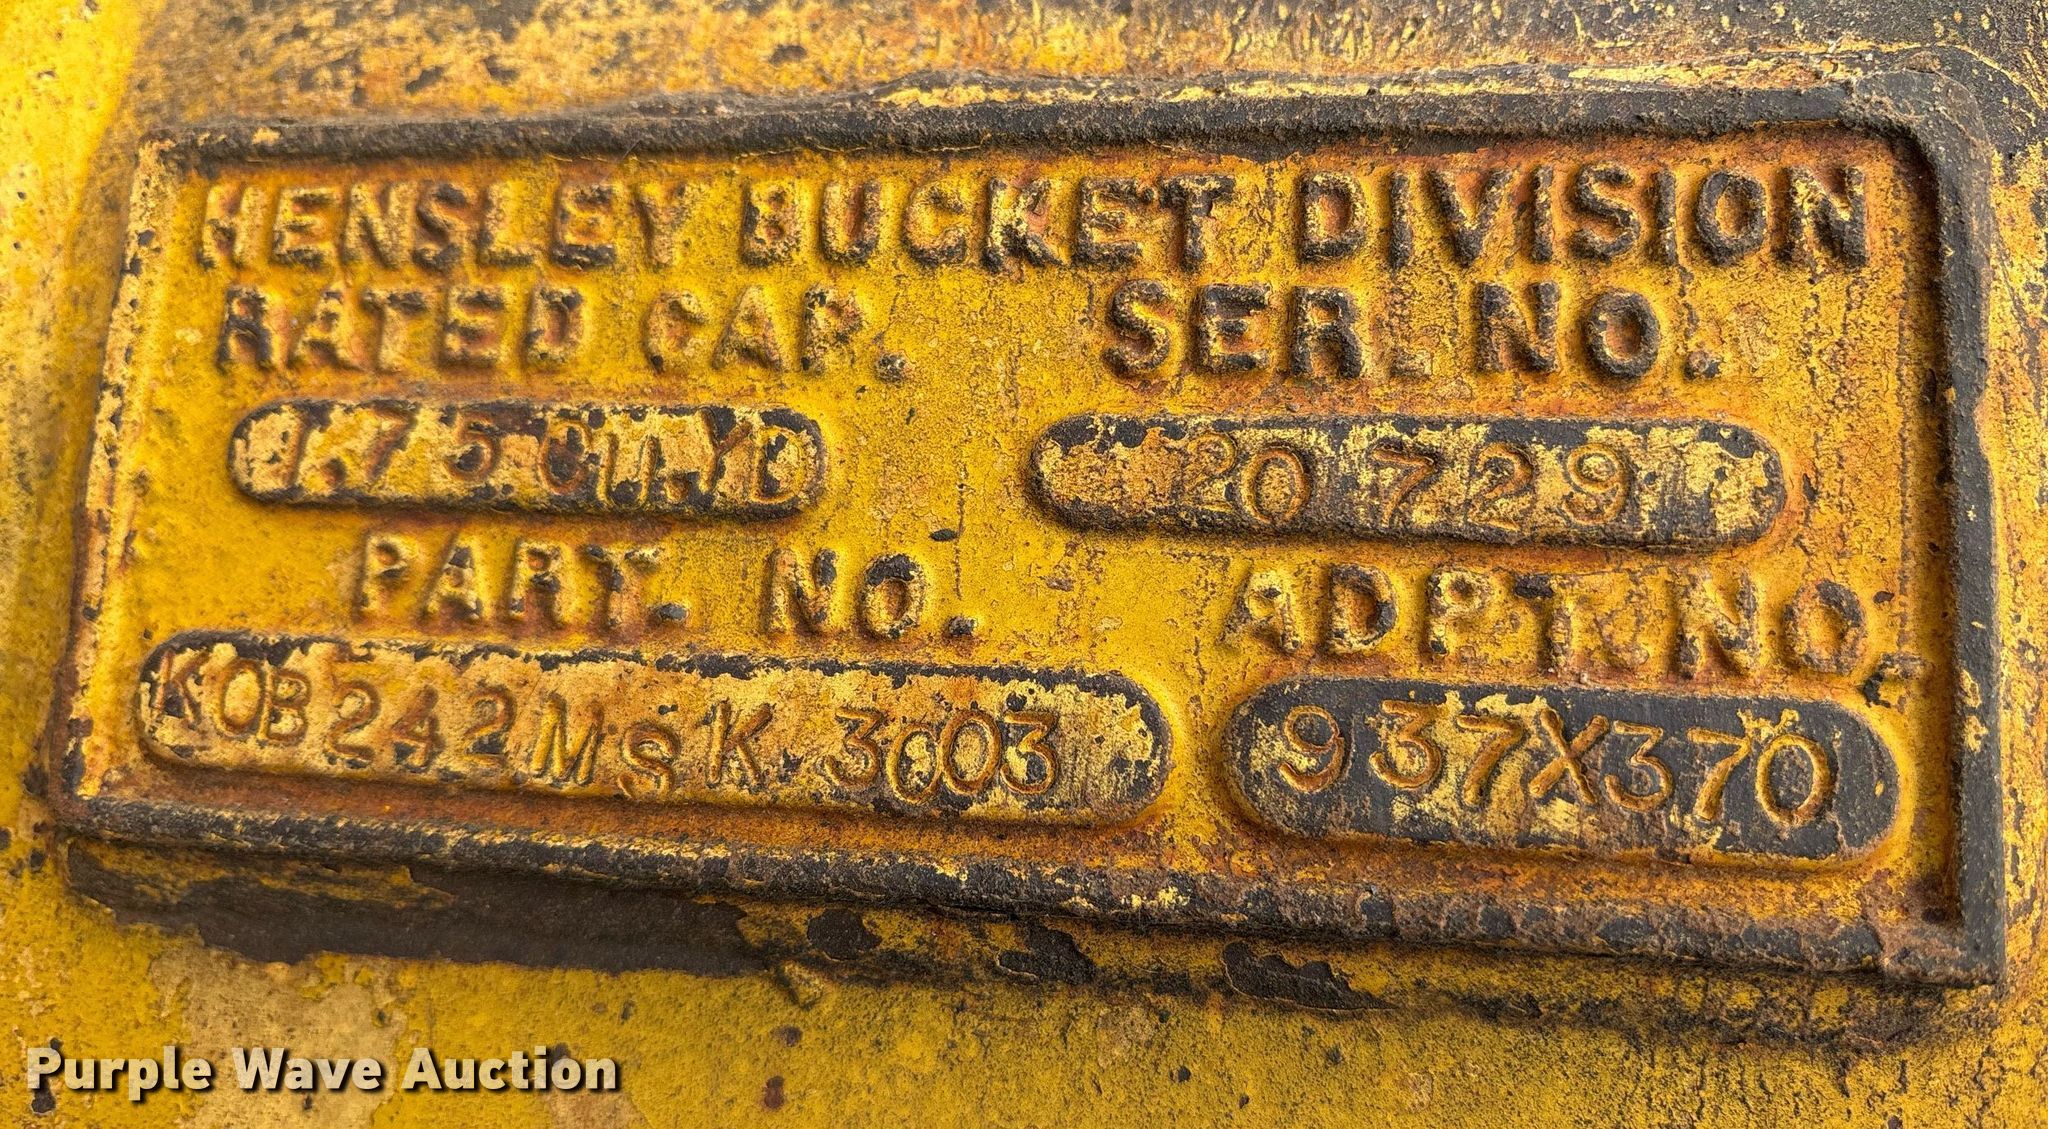 HENSLEY BUCKET DIVISION
RATED CAP. SER. NO.
1.75 CU.YD 20729
PART. NO. ADPT. NO.
KOB242MSK 3003 937X370
Purple Wave Auction